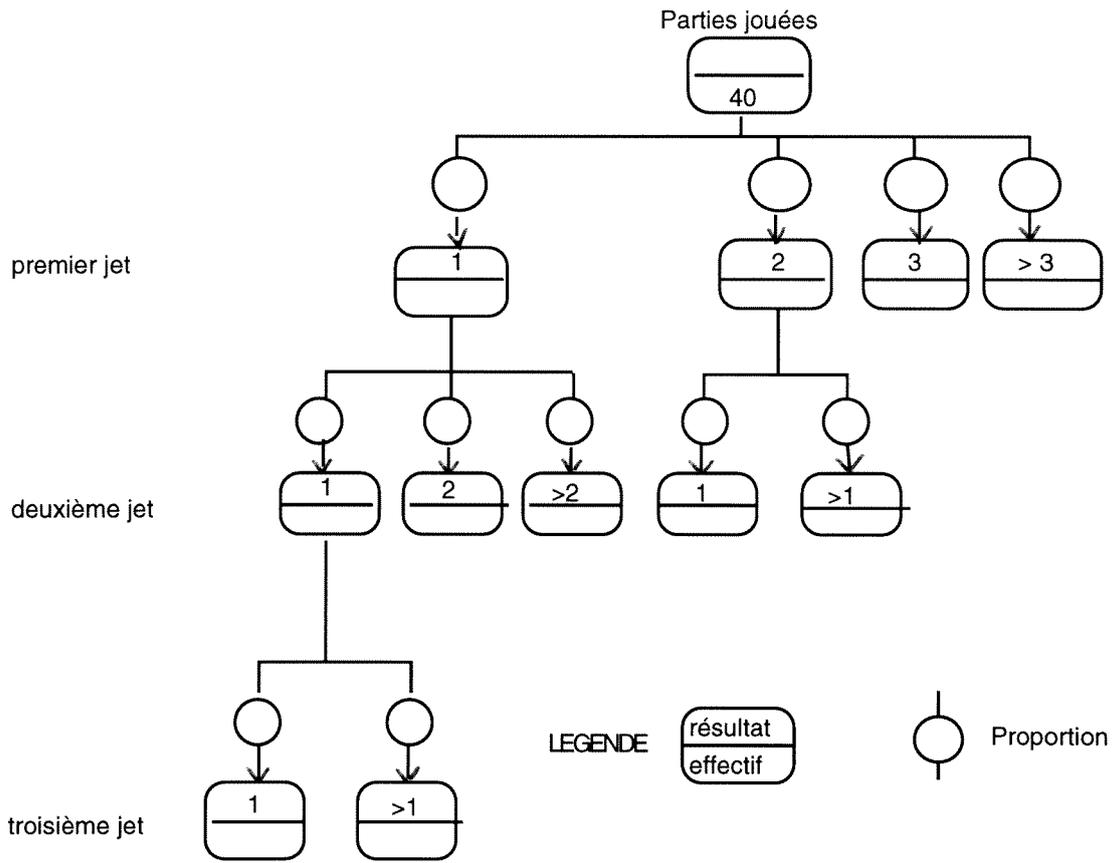 Parties jouées
40
premier jet
1
2
3
> 3
deuxième jet
1
2
>2
1
>1
LEGENDE
résultat
effectif
Proportion
troisième jet
1
>1